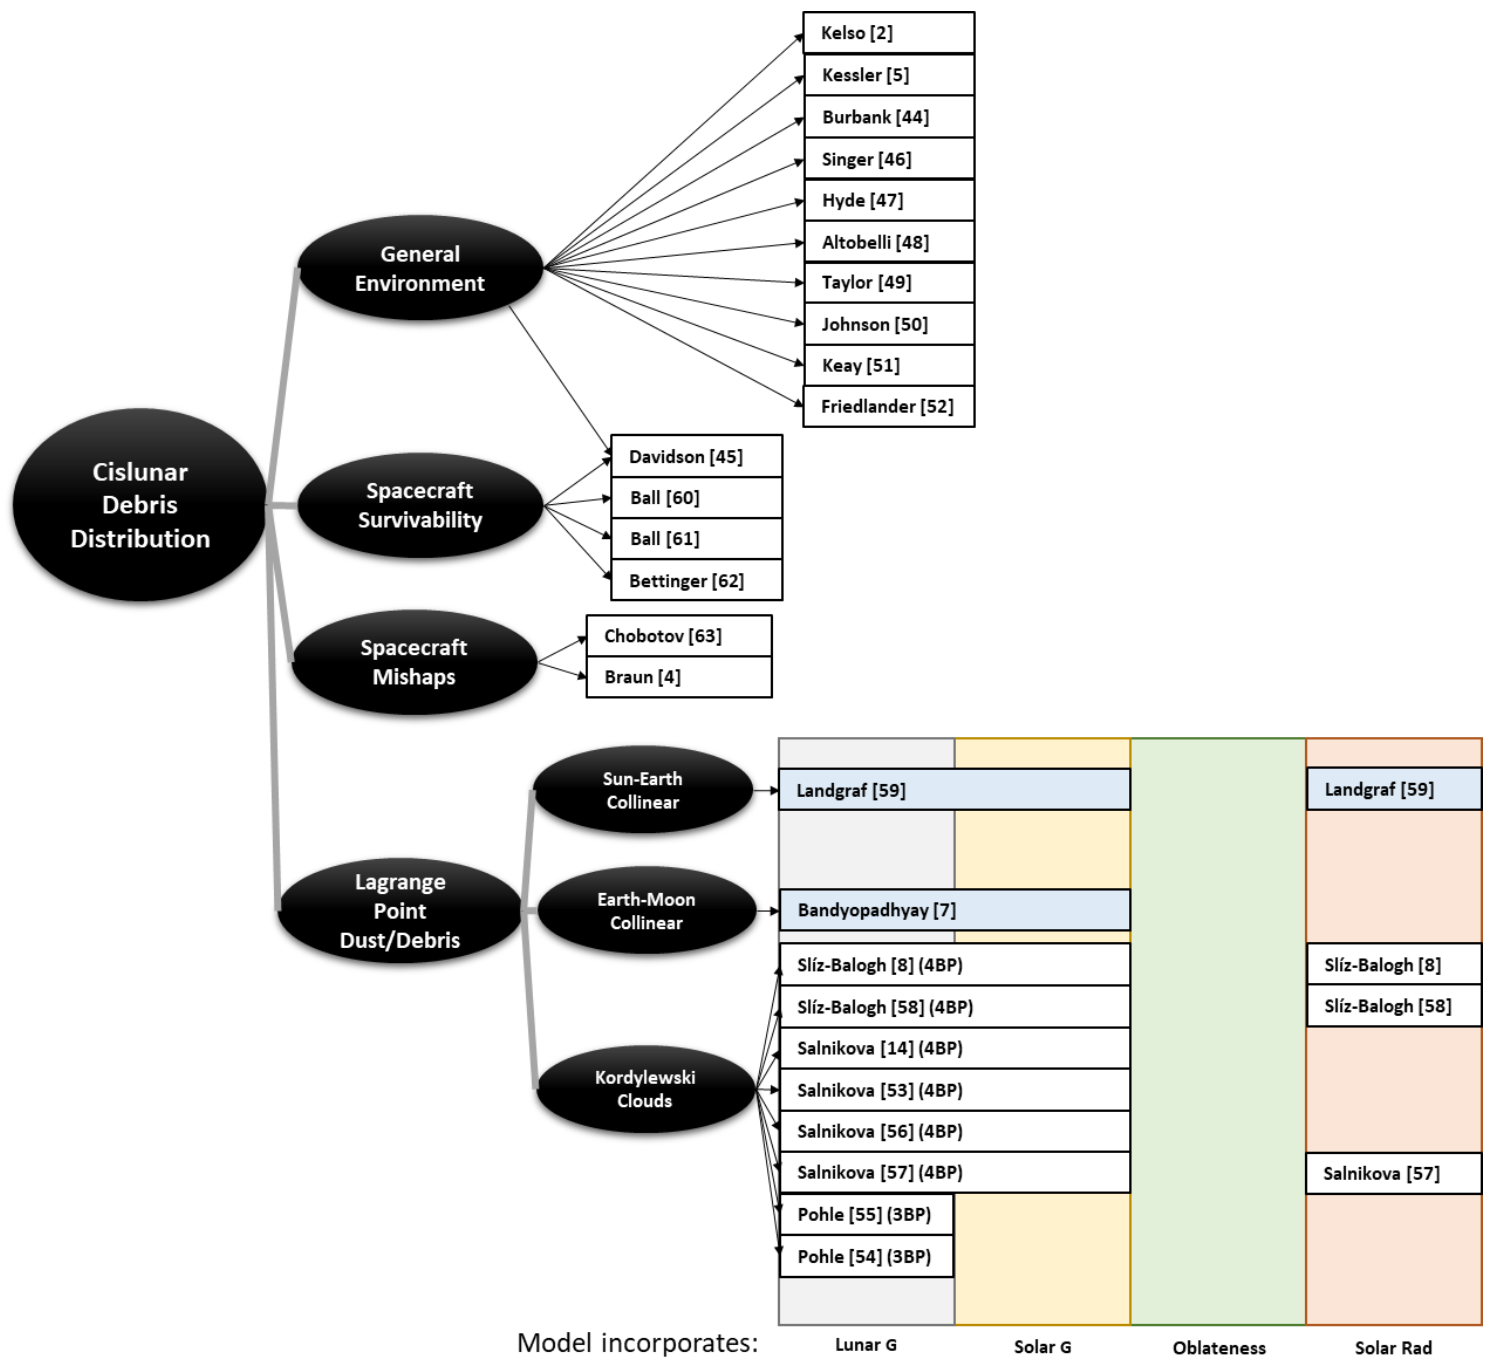 Kelso [2]
Kessler [5]
Burbank [44]
Singer [46]
Hyde [47]
Altobelli [48]
Taylor [49]
Johnson [50]
Keay [51]
Friedlander [52]
General
Environment
Cislunar
Debris
Distribution
Spacecraft
Survivability
Davidson [45]
Ball [60]
Ball [61]
Bettinger [62]
Spacecraft
Mishaps
Chobotov [63]
Braun [4]
Lagrange
Point
Dust/Debris
Sun-Earth
Collinear
Landgraf [59]
Landgraf [59]
Earth-Moon
Collinear
Bandyopadhyay [7]
Kordylewski
Clouds
Slíz-Balogh [8] (4BP)
Slíz-Balogh [8]
Slíz-Balogh [58] (4BP)
Slíz-Balogh [58]
Salnikova [14] (4BP)
Salnikova [53] (4BP)
Salnikova [56] (4BP)
Salnikova [57] (4BP)
Salnikova [57]
Pohle [55] (3BP)
Pohle [54] (3BP)
Model incorporates:
Lunar G
Solar G
Oblateness
Solar Rad